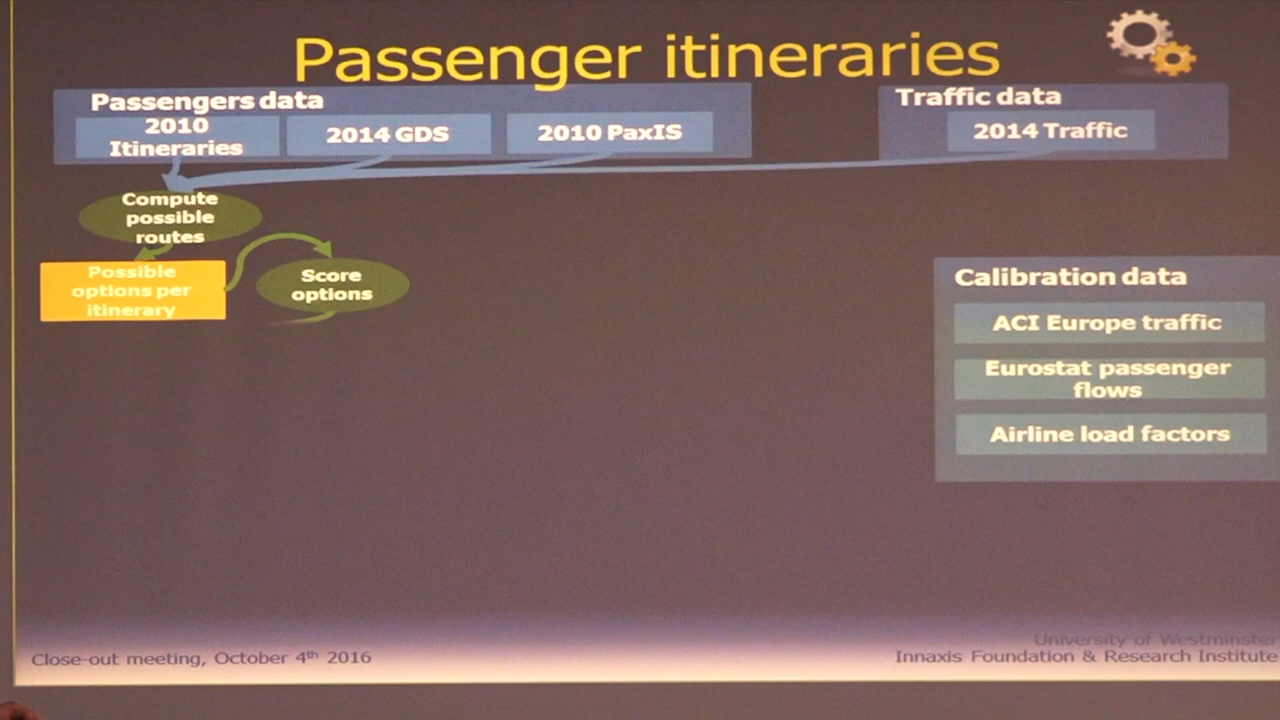 Passenger itineraries
Passengers data
2010
Itineraries
2014 GDS
2010 PaxIS
Traffic data
2014 Traffic
Compute
possible
routes
Possible
options per
itinerary
Score
options
Calibration data
ACI Europe traffic
Eurostat passenger
flows
Airline load factors
Close-out meeting, October 4th 2016
University of Westminster
Innaxis Foundation & Research Institute